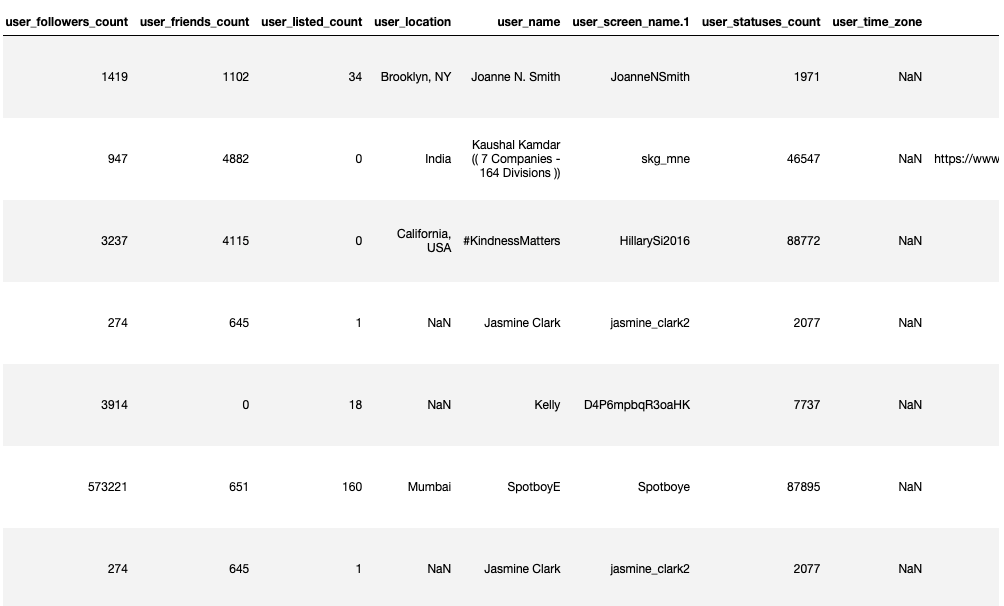 user_followers_count user_friends_count user_listed_count user_location user_name user_screen_name.1 user_statuses_count user_time_zone
1419 1102 34 Brooklyn, NY Joanne N. Smith JoanneNSmith 1971 NaN
Kaushal Kamdar
947 4882 0 India (( 7 Companies - skg_mne 46547 NaN https://www
164 Divisions ))
California,
3237 4115 0 #KindnessMatters HillarySi2016 88772 NaN
USA
274 645 1 NaN Jasmine Clark jasmine_clark2 2077 NaN
3914 0 18 NaN Kelly D4P6mpbqR3oaHK 7737 NaN
573221 651 160 Mumbai SpotboyE Spotboye 87895 NaN
274 645 1 NaN Jasmine Clark jasmine_clark2 2077 NaN